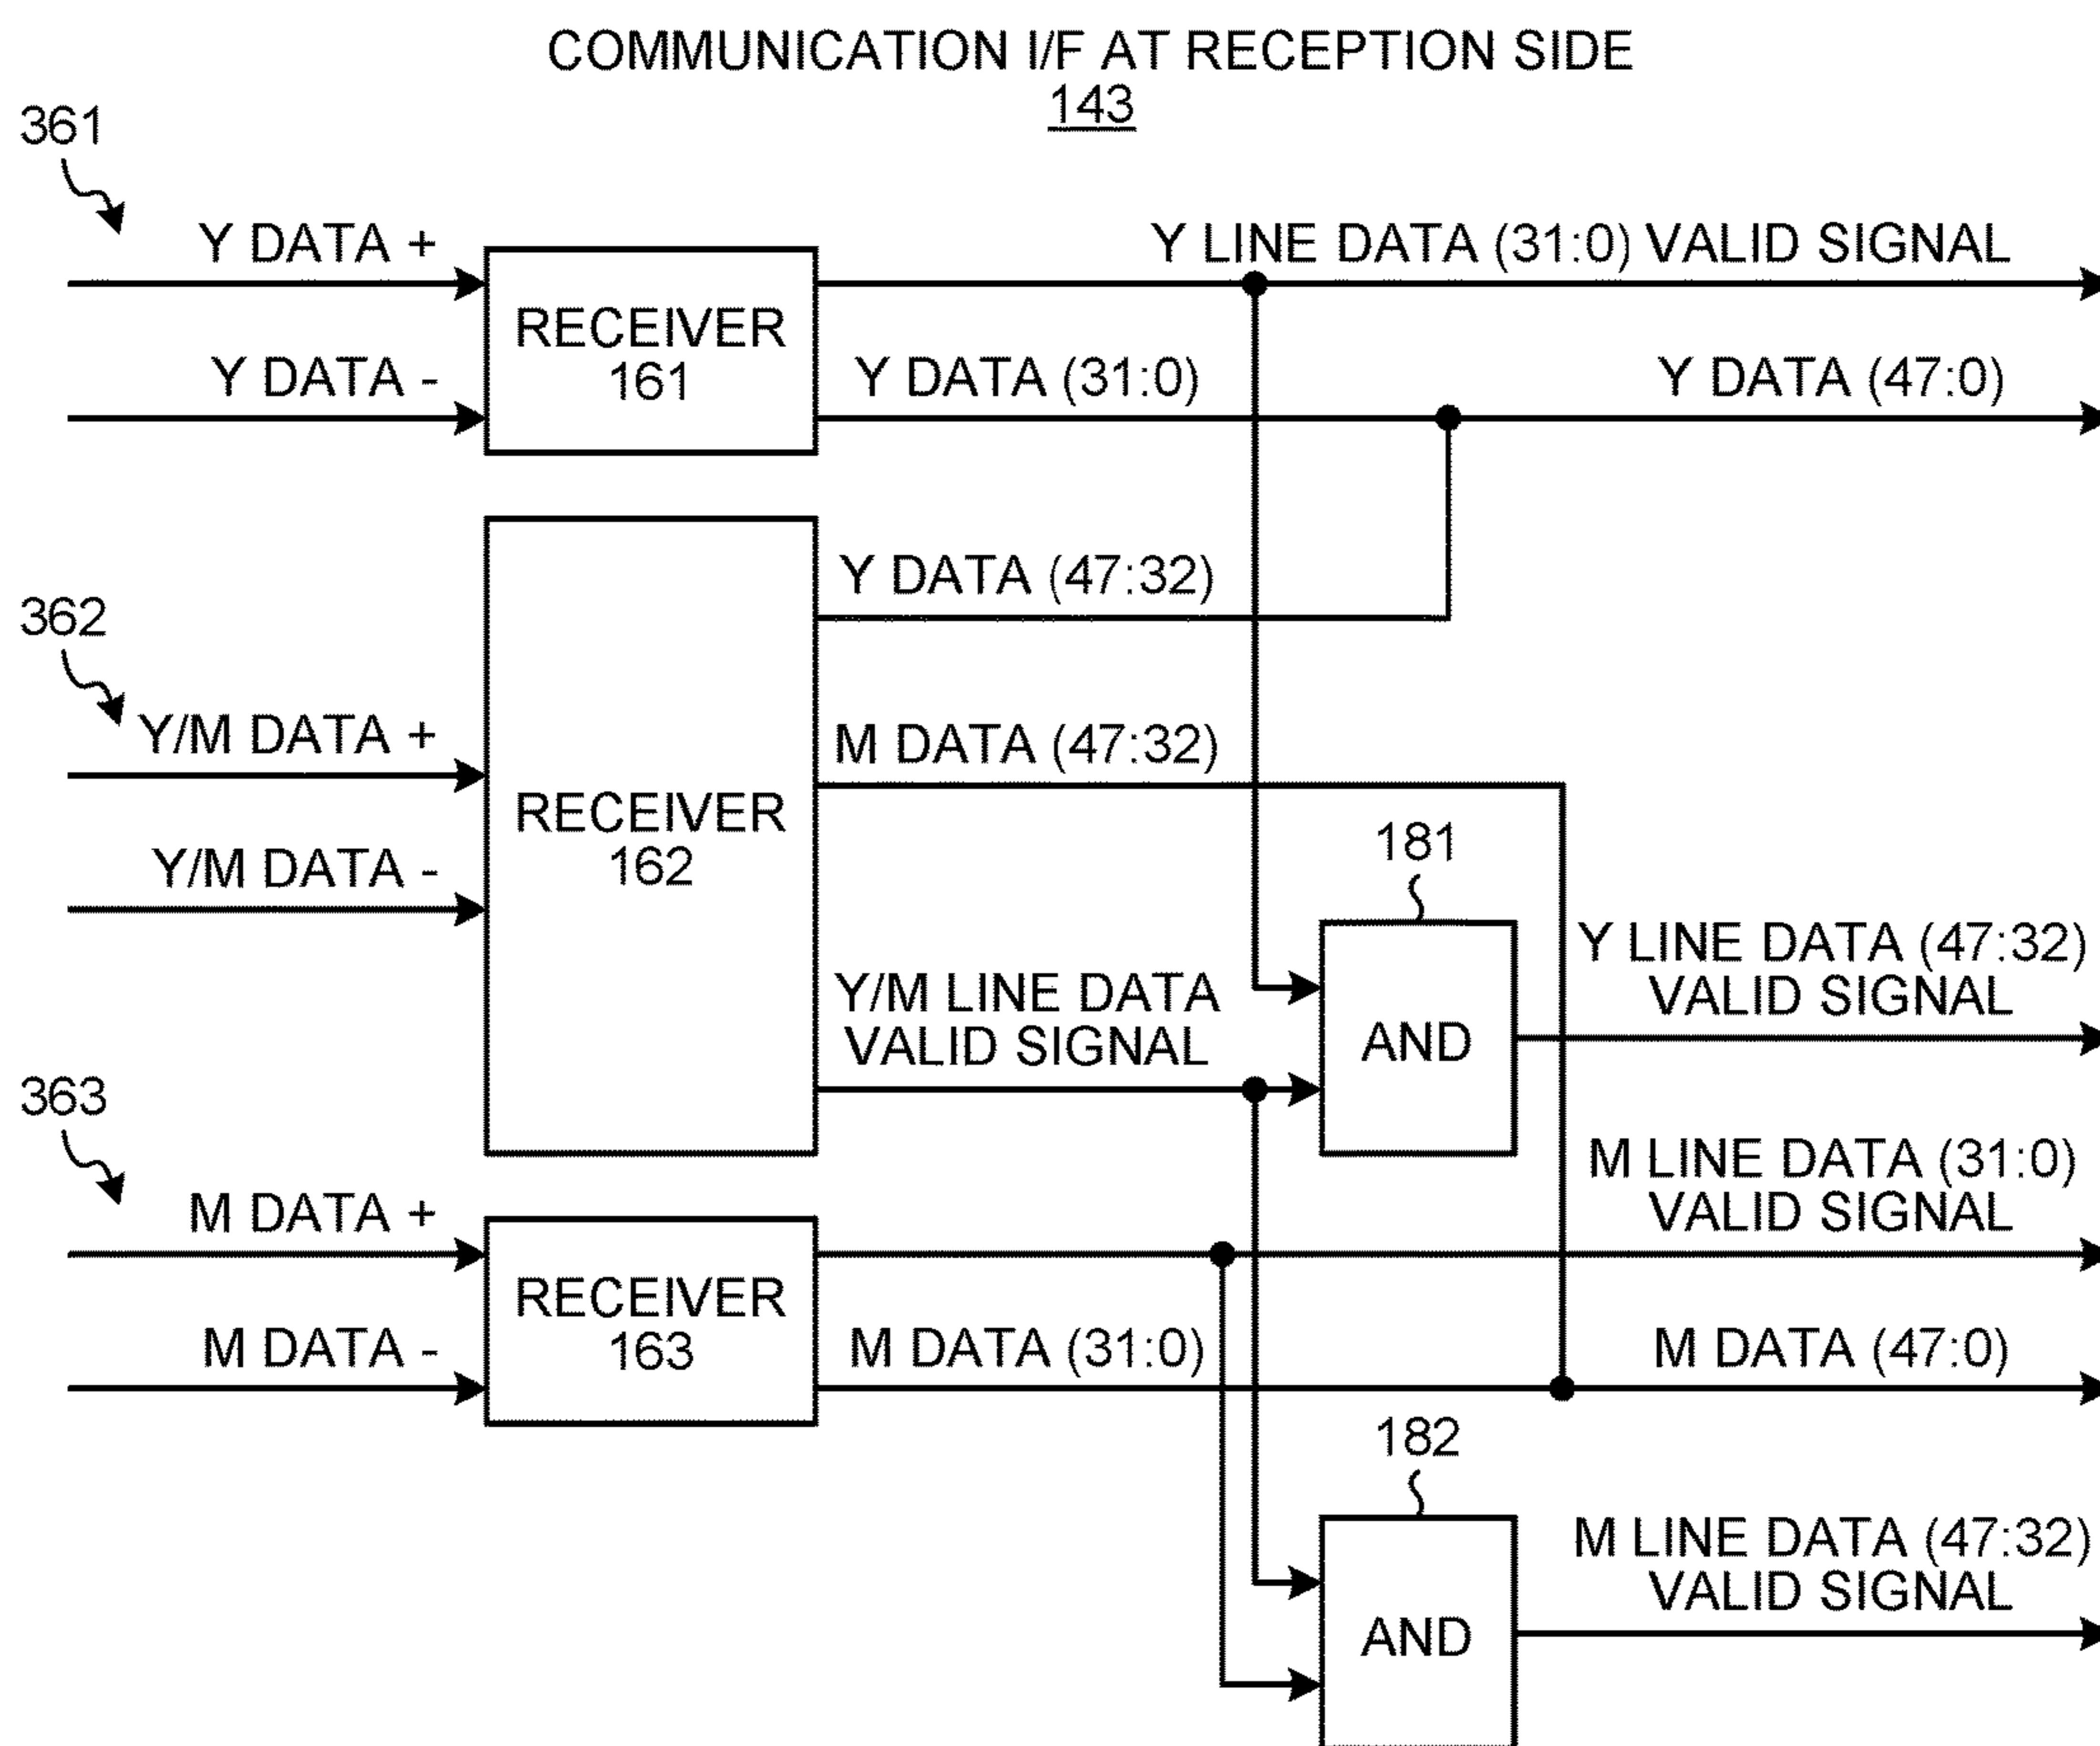 COMMUNICATION I/F AT RECEPTION SIDE
143
361
Y DATA +
Y DATA -
RECEIVER
161
Y LINE DATA (31:0) VALID SIGNAL
Y DATA (31:0)
Y DATA (47:0)
362
Y/M DATA +
Y/M DATA -
RECEIVER
162
Y DATA (47:32)
M DATA (47:32)
Y/M LINE DATA
VALID SIGNAL
181
AND
Y LINE DATA (47:32)
VALID SIGNAL
363
M DATA +
M DATA -
RECEIVER
163
M LINE DATA (31:0)
VALID SIGNAL
M DATA (31:0)
M DATA (47:0)
182
AND
M LINE DATA (47:32)
VALID SIGNAL